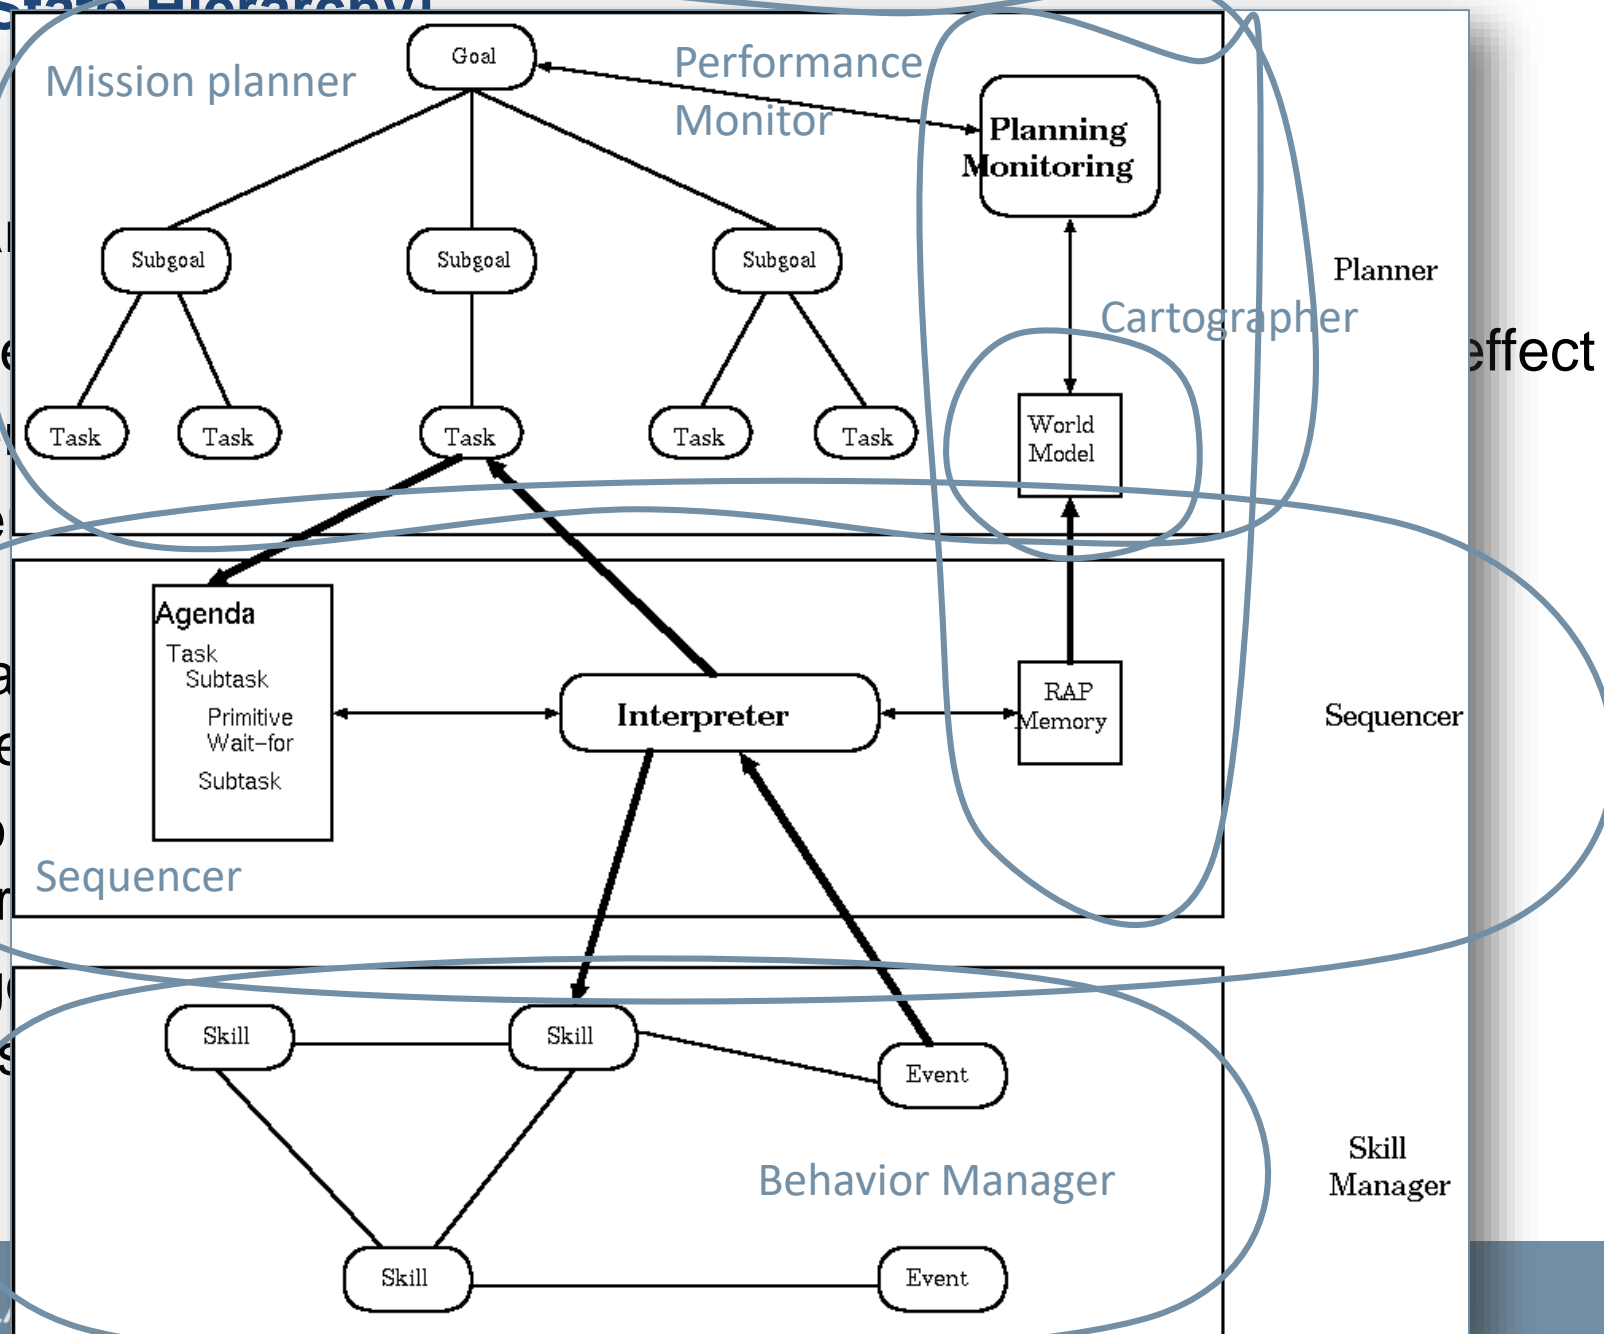 State Hierarchy!
Goal
Mission planner
Performance
Monitor
Planning
Monitoring
Subgoal
Subgoal
Subgoal
Planner
Cartographer
effect
Task
Task
Task
Task
Task
World
Model
Agenda
Task
Subtask
Primitive
Wait-for
Subtask
Interpreter
RAP
Memory
Sequencer
Sequencer
Skill
Skill
Event
Behavior Manager
Skill
Manager
Skill
Event